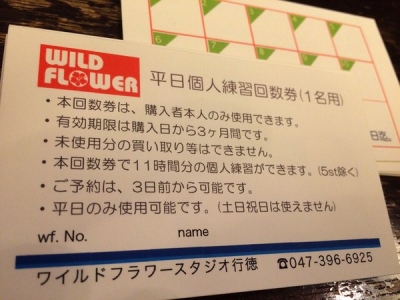 WILD
FLOWER
平日個人練習回数券(1名用)
・本回数券は、購入者本人のみ使用できます。
・有効期限は購入日から3ヶ月間です。
・未使用分の買い取り等はできません。
・本回数券で11時間分の個人練習ができます。(5st除く)
・ご予約は、3日前から可能です。
・平日のみ使用可能です。(土日祝日は使えません)
wf. No. name
ワイルドフラワースタジオ行徳 ☎047-396-6925
6
日迄